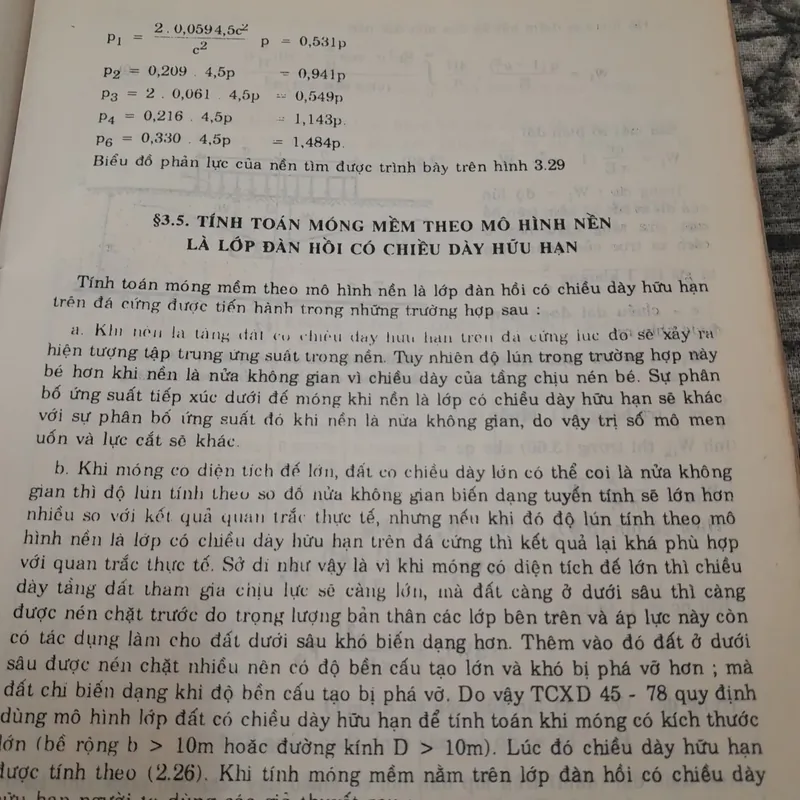 p₁ = 2 . 0,0594,5c² / c² p = 0,531p
p₂ = 0,209 . 4,5p = 0,941p
p₃ = 2 . 0,061 . 4,5p = 0,549p
p₄ = 0,216 . 4,5p = 1,143p.
p₆ = 0,330 . 4,5p = 1,484p.
Biểu đồ phản lực của nền tìm được trình bày trên hình 3.29
§3.5. TÍNH TOÁN MÓNG MỀM THEO MÔ HÌNH NỀN
LÀ LỚP ĐÀN HỒI CÓ CHIỀU DÀY HỮU HẠN
Tính toán móng mềm theo mô hình nền là lớp đàn hồi có chiều dày hữu hạn
trên đá cứng được tiến hành trong những trường hợp sau :
a. Khi nền là tầng đất có chiều dày hữu hạn trên đá cứng lúc đó sẽ xảy ra
hiện tượng tập trung ứng suất trong nền. Tuy nhiên độ lún trong trường hợp này
bé hơn khi nền là nửa không gian vì chiều dày của tầng chịu nén bé. Sự phân
bố ứng suất tiếp xúc dưới đế móng khi nền là lớp có chiều dày hữu hạn sẽ khác
với sự phân bố ứng suất đó khi nền là nửa không gian, do vậy trị số mô men
uốn và lực cắt sẽ khác.
b. Khi móng có diện tích đế lớn, đất có chiều dày lớn có thể coi là nửa không
gian thì độ lún tính theo sơ đồ nửa không gian biến dạng tuyến tính sẽ lớn hơn
nhiều so với kết quả quan trắc thực tế, nhưng nếu khi đó độ lún tính theo mô
hình nền là lớp có chiều dày hữu hạn trên đá cứng thì kết quả lại khá phù hợp
với quan trắc thực tế. Sở dĩ như vậy là vì khi móng có diện tích đế lớn thì chiều
dày tầng đất tham gia chịu lực sẽ càng lớn, mà đất càng ở dưới sâu thì càng
được nén chặt trước do trọng lượng bản thân các lớp bên trên và áp lực này còn
có tác dụng làm cho đất dưới sâu khó biến dạng hơn. Thêm vào đó đất ở dưới
sâu được nén chặt nhiều nên có độ bền cấu tạo lớn và khó bị phá vỡ hơn ; mà
đất chỉ biến dạng khi độ bền cấu tạo bị phá vỡ. Do vậy TCXD 45 - 78 quy định
dùng mô hình lớp đất có chiều dày hữu hạn để tính toán khi móng có kích thước
lớn (bề rộng b > 10m hoặc đường kính D > 10m). Lúc đó chiều dày hữu hạn
được tính theo (2.26). Khi tính móng mềm nằm trên lớp đàn hồi có chiều dày
hữu hạn người ta dùng các giả thuyết sau